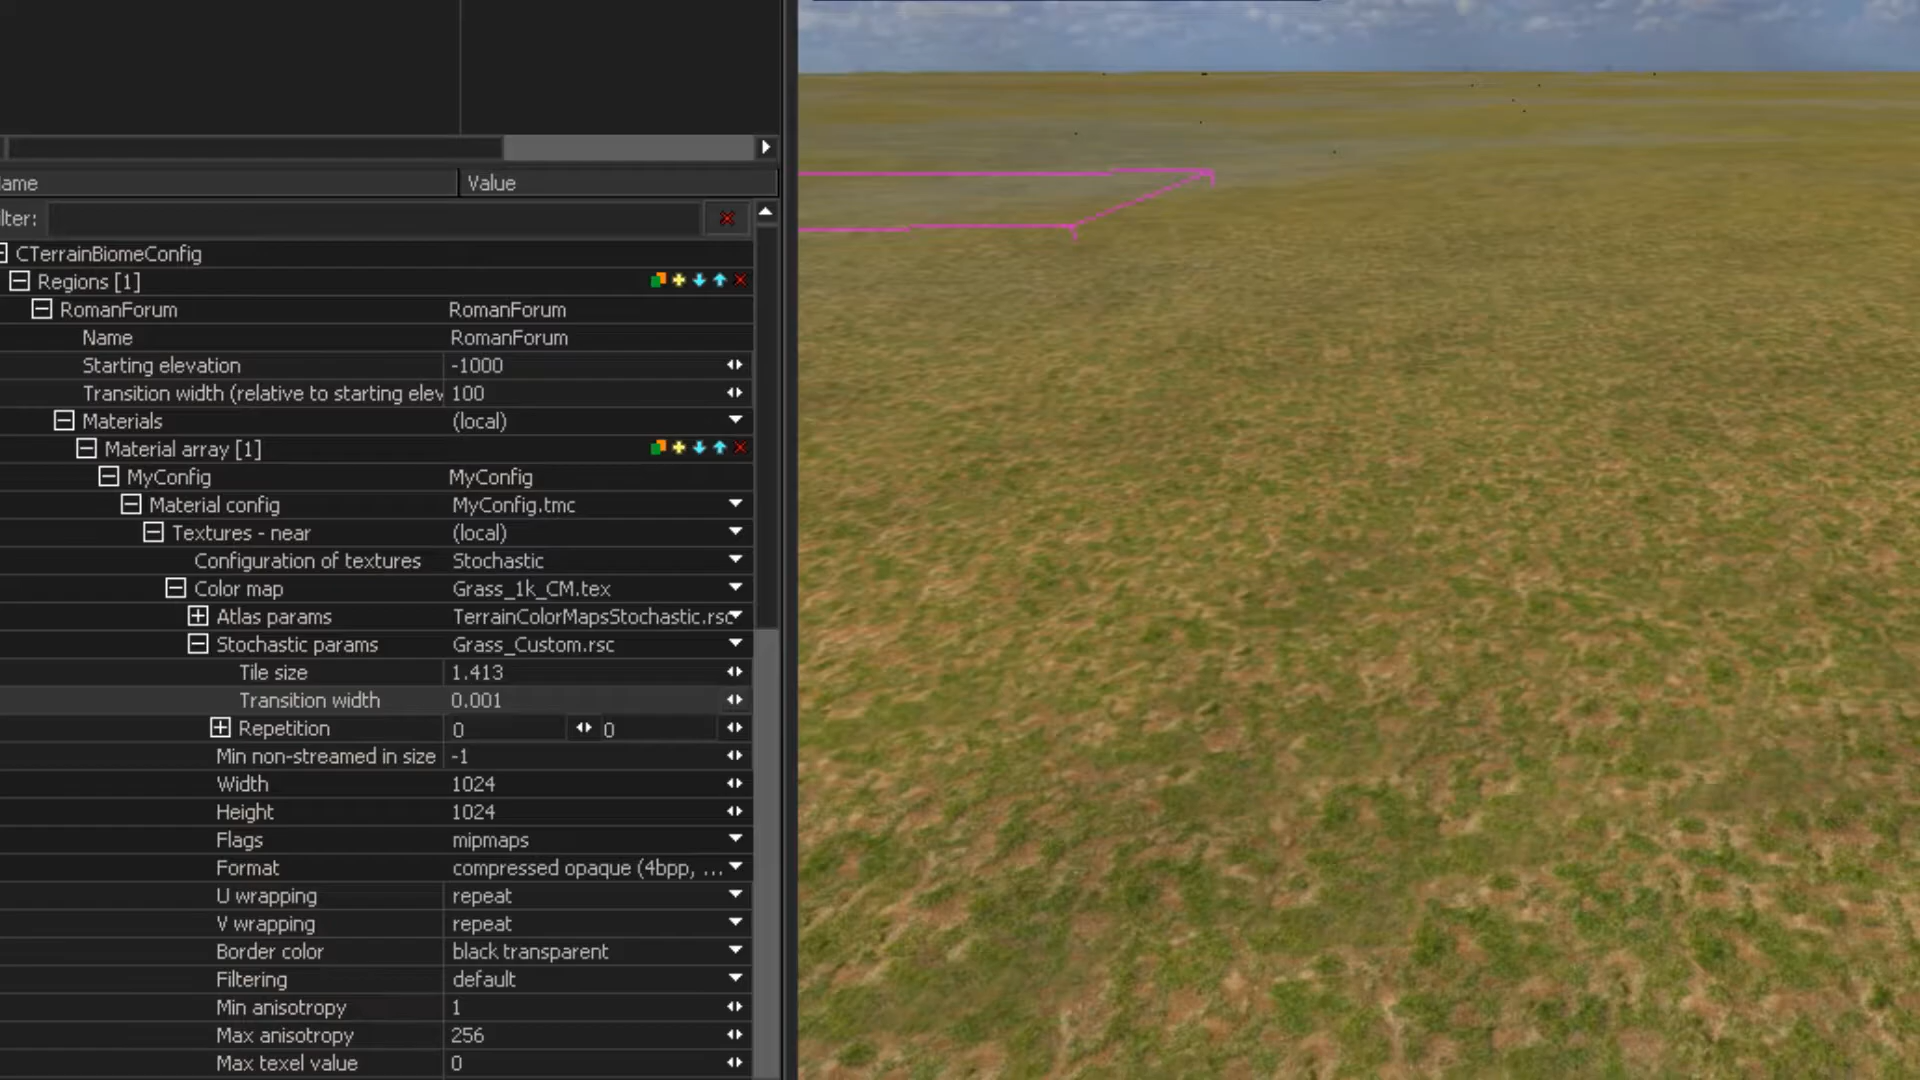 ame Value
lter:
CTerrainBiomeConfig
Regions [1]
RomanForum RomanForum
Name RomanForum
Starting elevation -1000
Transition width (relative to starting elev 100
Materials (local)
Material array [1]
MyConfig MyConfig
Material config MyConfig.tmc
Textures - near (local)
Configuration of textures Stochastic
Color map Grass_1k_CM.tex
Atlas params TerrainColorMapsStochastic.rsc
Stochastic params Grass_Custom.rsc
Tile size 1.413
Transition width 0.001
Repetition 0 0
Min non-streamed in size -1
Width 1024
Height 1024
Flags mipmaps
Format compressed opaque (4bpp, ...
U wrapping repeat
V wrapping repeat
Border color black transparent
Filtering default
Min anisotropy 1
Max anisotropy 256
Max texel value 0